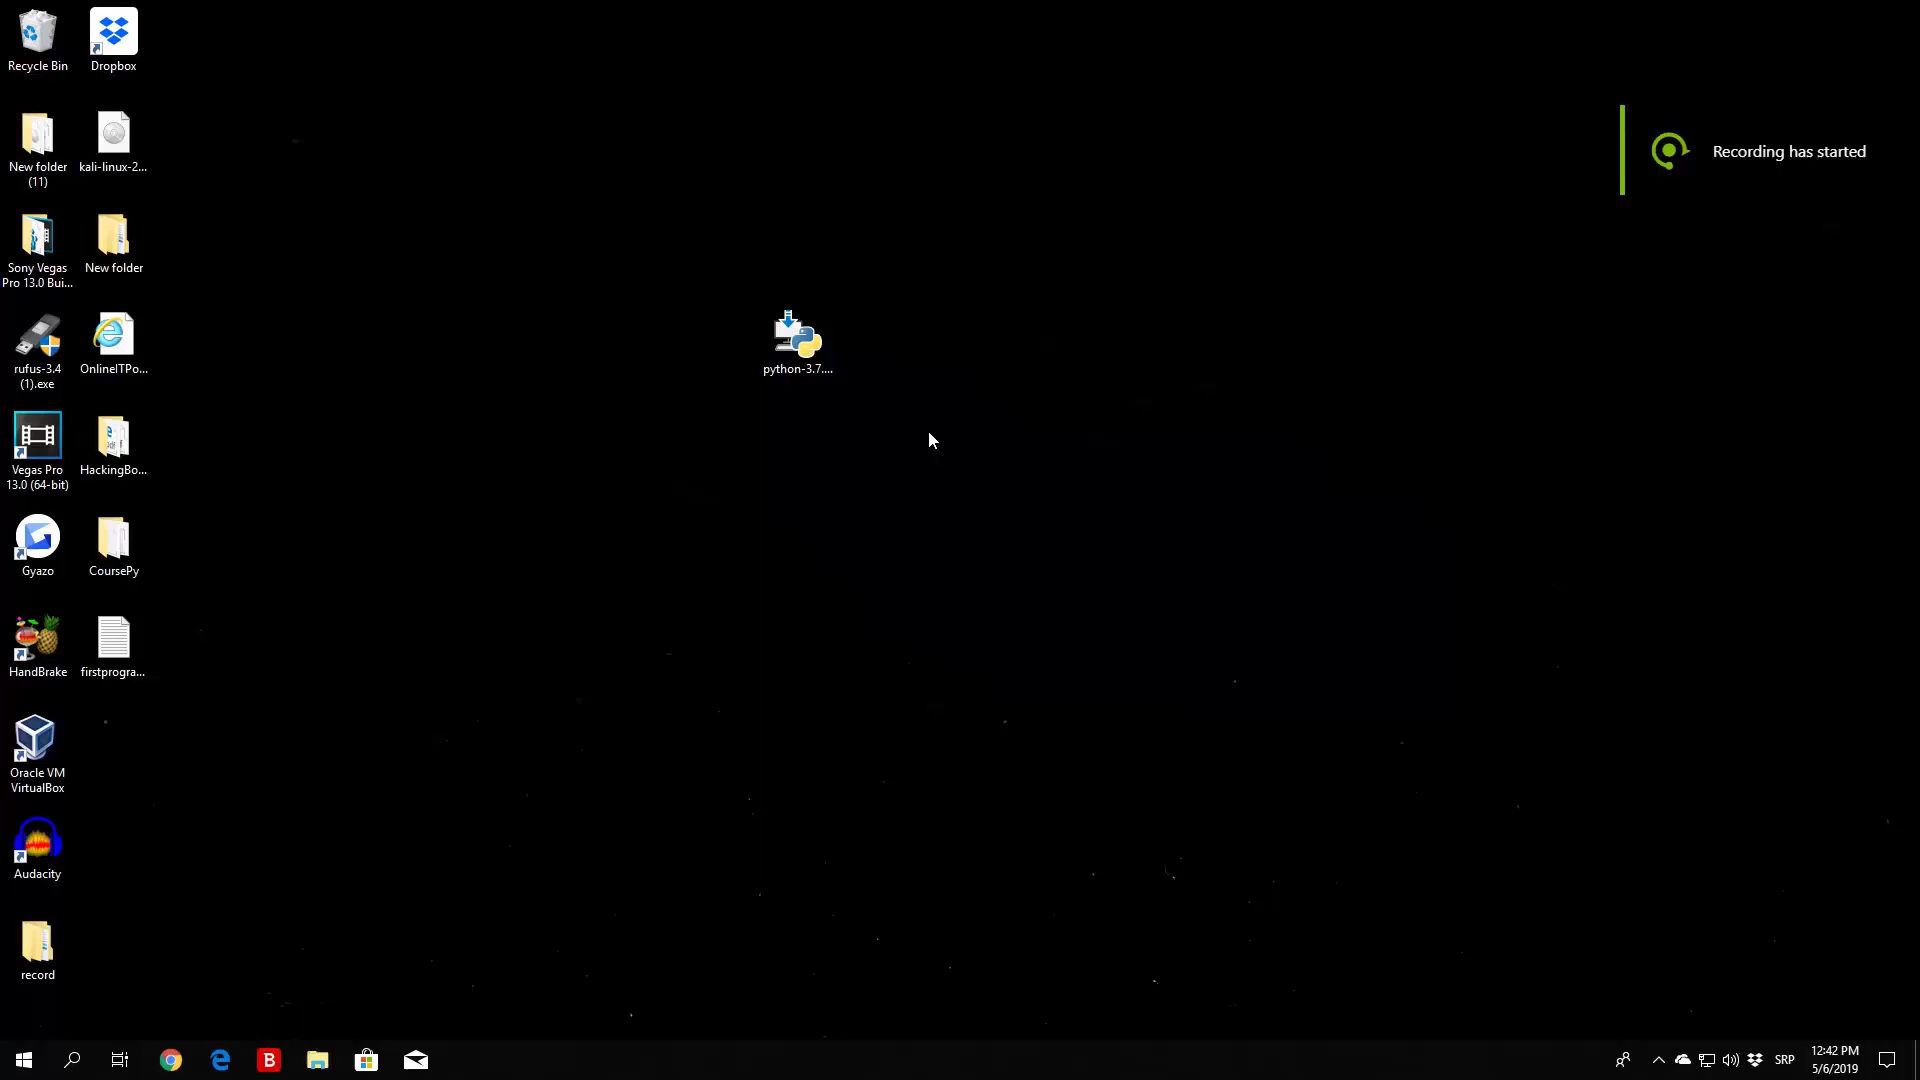 Recycle Bin
Dropbox
New folder
(11)
kali-linux-2...
Sony Vegas
Pro 13.0 Bui...
New folder
rufus-3.4
(1).exe
OnlineITPo...
Vegas Pro
13.0 (64-bit)
HackingBo...
Gyazo
CoursePy
HandBrake
firstprogra...
Oracle VM
VirtualBox
Audacity
record
python-3.7....
Recording has started
B
SRP
12:42 PM
5/6/2019